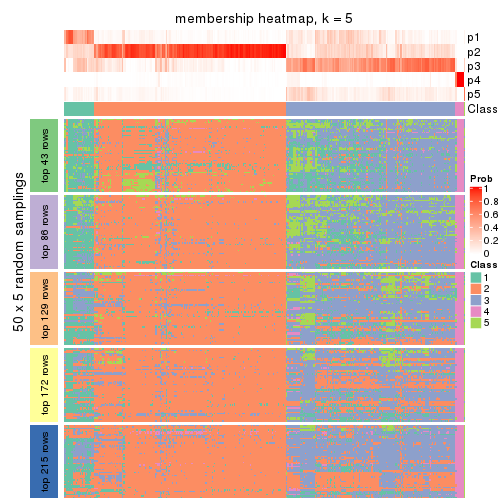 membership heatmap, k = 5
p1
p2
p3
p4
p5
Class
50 x 5 random samplings
top 43 rows
top 86 rows
top 129 rows
top 172 rows
top 215 rows
Prob
1
0.8
0.6
0.4
0.2
0
Class
1
2
3
4
5